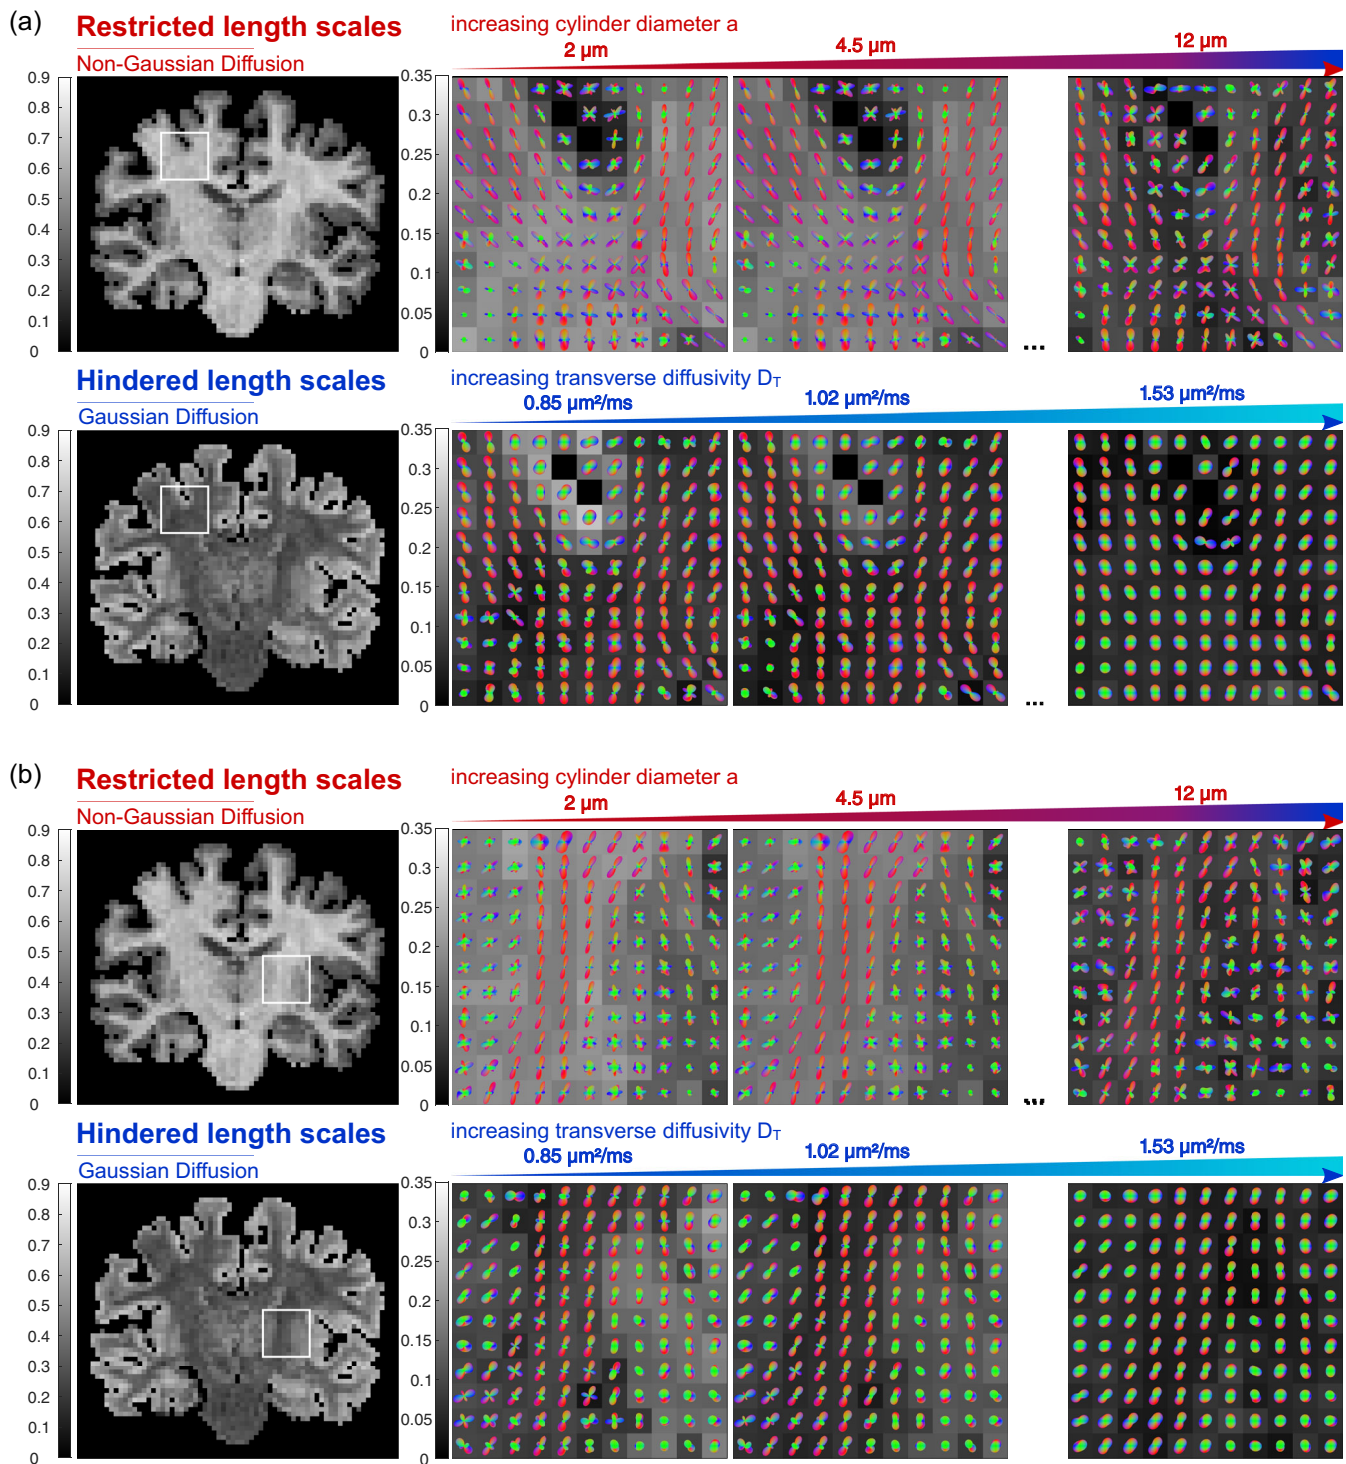 (a)
Restricted length scales
Non-Gaussian Diffusion
increasing cylinder diameter a
2 µm
4.5 µm
12 µm
0.9
0.8
0.7
0.6
0.5
0.4
0.3
0.2
0.1
0
0.35
0.3
0.25
0.2
0.15
0.1
0.05
0
...
Hindered length scales
Gaussian Diffusion
increasing transverse diffusivity D_T
0.85 µm²/ms
1.02 µm²/ms
1.53 µm²/ms
0.9
0.8
0.7
0.6
0.5
0.4
0.3
0.2
0.1
0
0.35
0.3
0.25
0.2
0.15
0.1
0.05
0
...
(b)
Restricted length scales
Non-Gaussian Diffusion
increasing cylinder diameter a
2 µm
4.5 µm
12 µm
0.9
0.8
0.7
0.6
0.5
0.4
0.3
0.2
0.1
0
0.35
0.3
0.25
0.2
0.15
0.1
0.05
0
...
Hindered length scales
Gaussian Diffusion
increasing transverse diffusivity D_T
0.85 µm²/ms
1.02 µm²/ms
1.53 µm²/ms
0.9
0.8
0.7
0.6
0.5
0.4
0.3
0.2
0.1
0
0.35
0.3
0.25
0.2
0.15
0.1
0.05
0